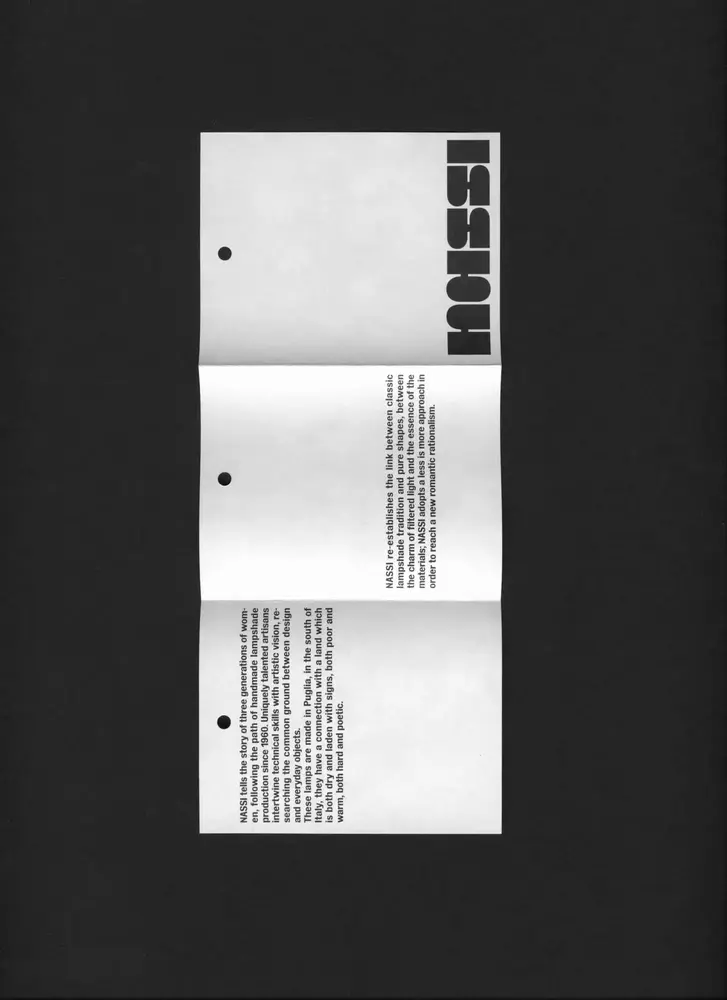 NASSI tells the story of three generations of wom-
en, following the path of handmade lampshade
production since 1960. Uniquely talented artisans
intertwine technical skills with artistic vision, re-
searching the common ground between design
and everyday objects.
These lamps are made in Puglia, in the south of
Italy, they have a connection with a land which
is both dry and laden with signs, both poor and
warm, both hard and poetic.
NASSI re-establishes the link between classic
lampshade tradition and pure shapes, between
the charm of filtered light and the essence of the
materials; NASSI adopts a less is more approach in
order to reach a new romantic rationalism.
nassi